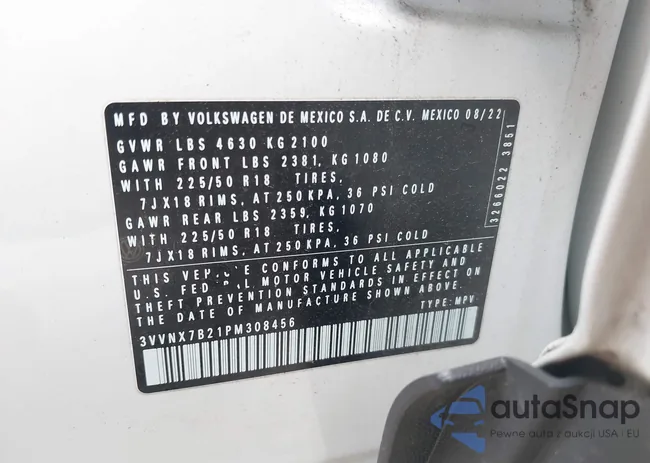 MFD BY VOLKSWAGEN DE MEXICO S.A. DE C.V. MEXICO 08/22
GVWR LBS 4630 KG 2100
GAWR FRONT LBS 2381, KG 1080
WITH 225/50 R18 TIRES,
7JX18 RIMS, AT 250 KPA, 36 PSI COLD
GAWR REAR LBS 2359, KG 1070
WITH 225/50 R18 TIRES,
7JX18 RIMS, AT 250 KPA, 36 PSI COLD
THIS VEHICLE CONFORMS TO ALL APPLICABLE
U.S. FEDERAL MOTOR VEHICLE SAFETY AND
THEFT PREVENTION STANDARDS IN EFFECT ON
THE DATE OF MANUFACTURE SHOWN ABOVE.
3VVNX7B21PM308456 TYPE: MPV
3266022 3851
autaSnap
Pewne auta z aukcji USA i EU